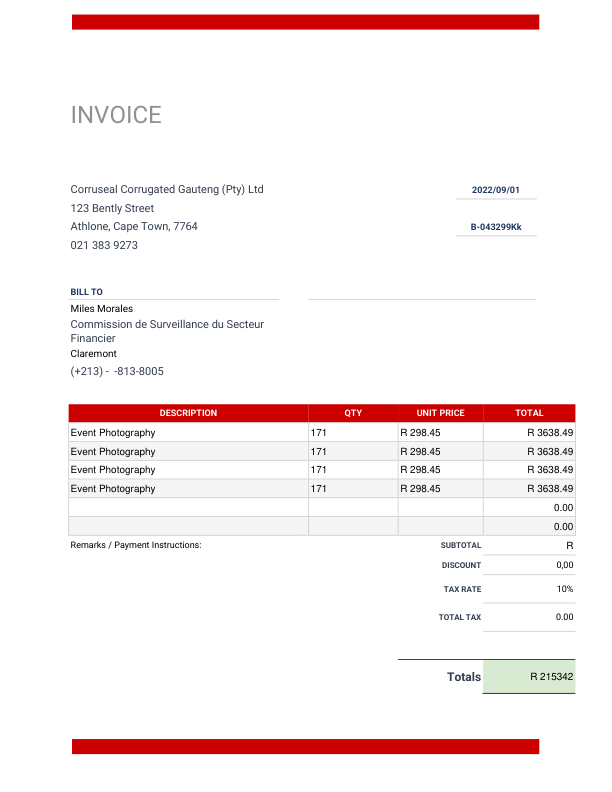 INVOICE
Corruseal Corrugated Gauteng (Pty) Ltd
2022/09/01
123 Bently Street
Athlone, Cape Town, 7764
B-043299Kk
021 383 9273
BILL TO
Miles Morales
Commission de Surveillance du Secteur
Financier
Claremont
(+213) - -813-8005
DESCRIPTION QTY UNIT PRICE TOTAL
Event Photography 171 R 298.45 R 3638.49
Event Photography 171 R 298.45 R 3638.49
Event Photography 171 R 298.45 R 3638.49
Event Photography 171 R 298.45 R 3638.49
0.00
0.00
Remarks / Payment Instructions: SUBTOTAL R
DISCOUNT 0,00
TAX RATE 10%
TOTAL TAX 0.00
Totals R 215342